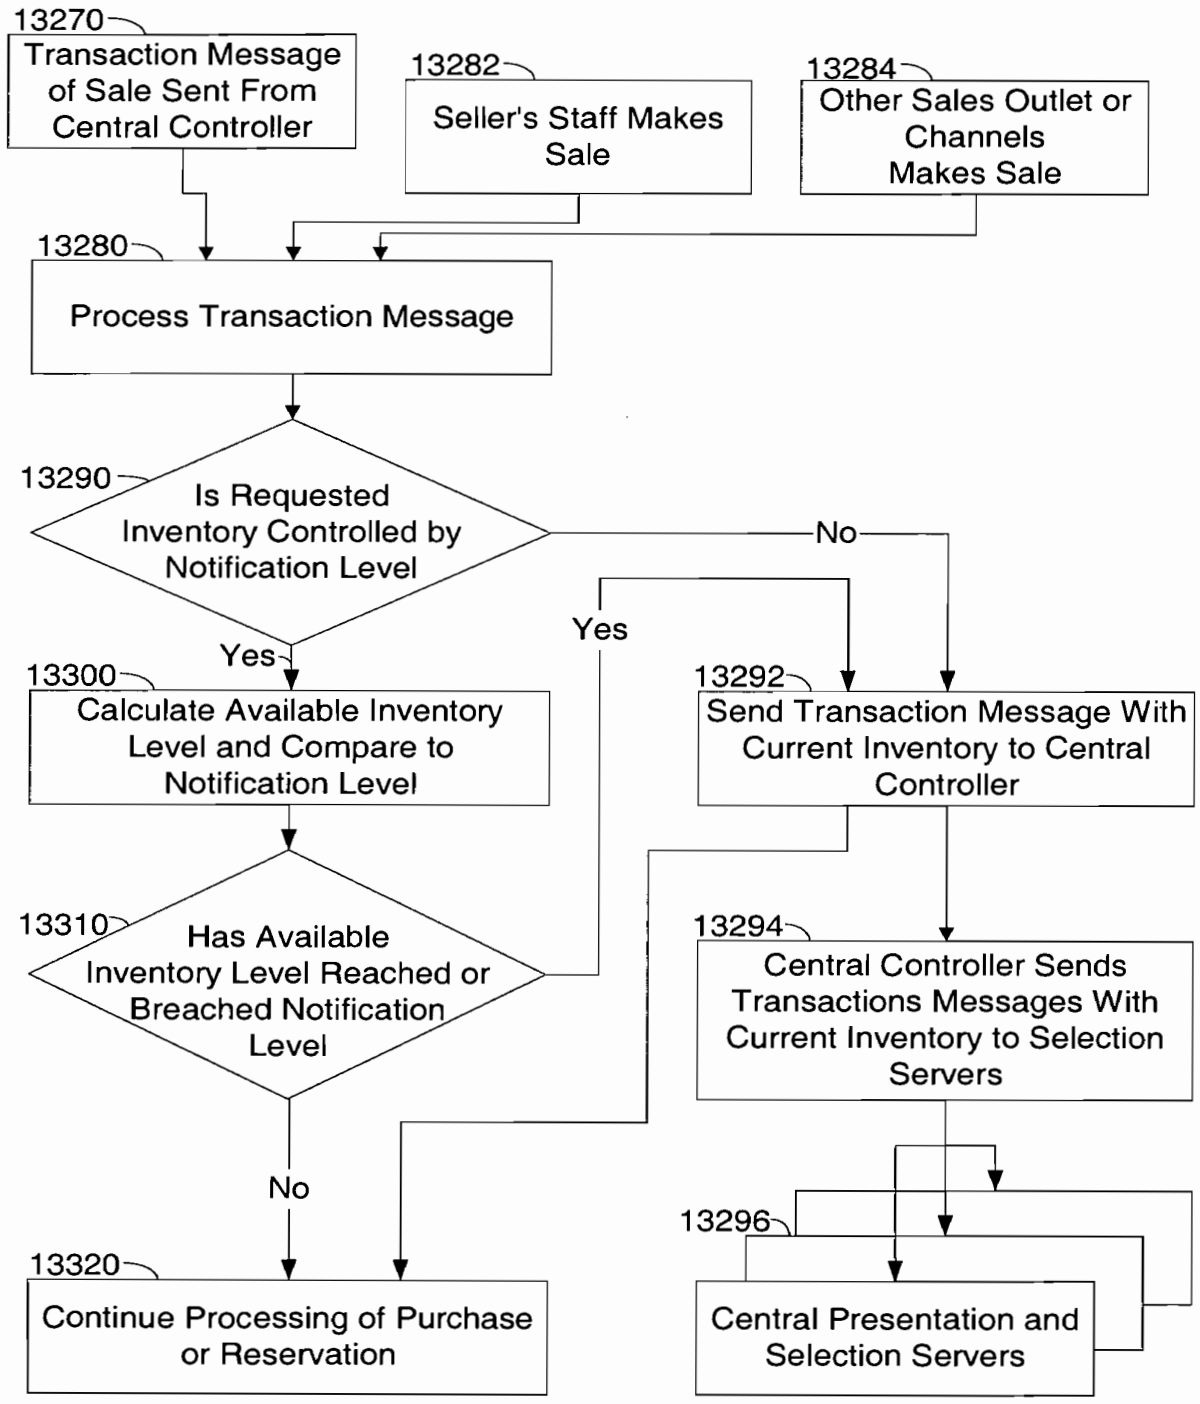 13270
Transaction Message
of Sale Sent From
Central Controller
13282
Seller's Staff Makes
Sale
13284
Other Sales Outlet or
Channels
Makes Sale
13280
Process Transaction Message
13290
Is Requested
Inventory Controlled by
Notification Level
No
Yes
Yes
13300
Calculate Available Inventory
Level and Compare to
Notification Level
13292
Send Transaction Message With
Current Inventory to Central
Controller
13310
Has Available
Inventory Level Reached or
Breached Notification
Level
13294
Central Controller Sends
Transactions Messages With
Current Inventory to Selection
Servers
No
13296
Central Presentation and
Selection Servers
13320
Continue Processing of Purchase
or Reservation